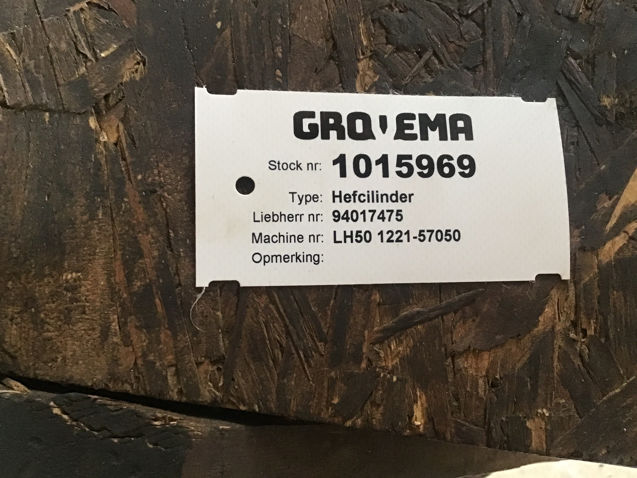 GROVEMA
Stock nr: 1015969
Type: Hefcilinder
Liebherr nr: 94017475
Machine nr: LH50 1221-57050
Opmerking: